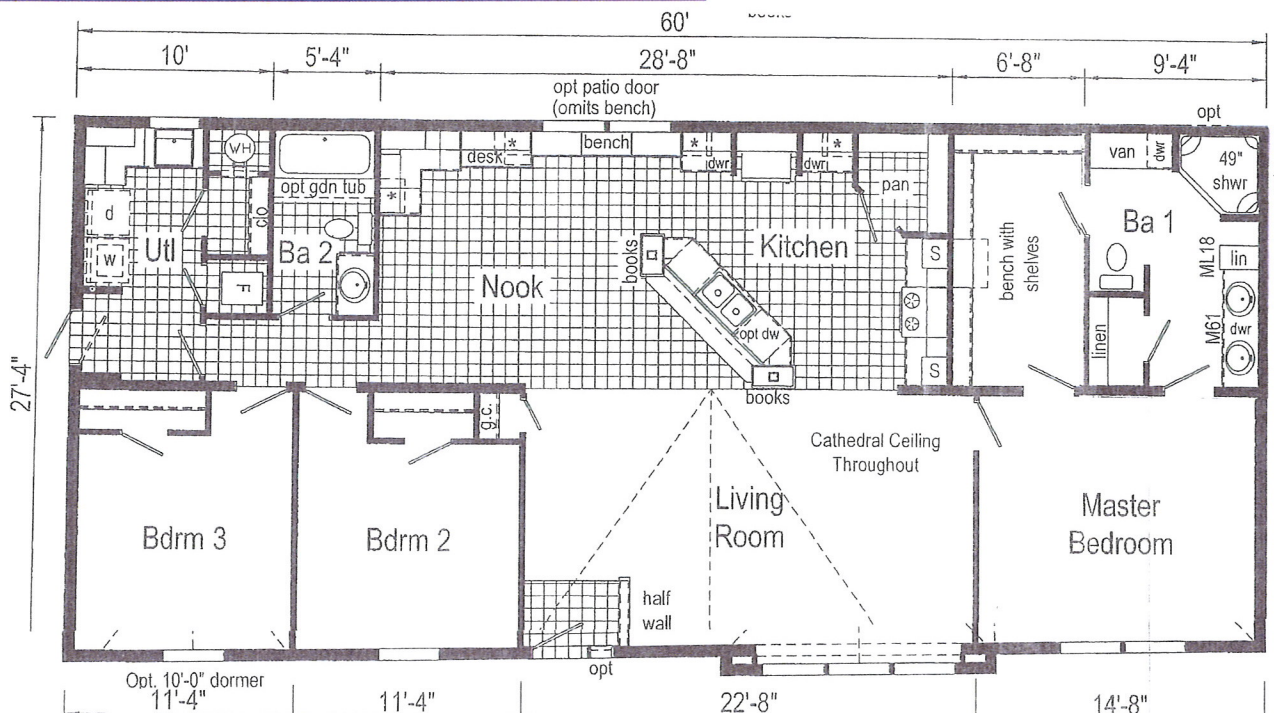 60'
10'
5'-4"
28'-8"
6'-8"
9'-4"
opt patio door
(omits bench)
opt
WH
desk
*
bench
*
dwr
dwr
*
van
dwr
49"
shwr
opt gdn tub
*
pan
d
c/o
Ba 1
Utl
Ba 2
Kitchen
S
bench with
shelves
ML18
lin
w
books
Nook
F
opt dw
M61
dwr
linen
27'-4"
S
books
g.c.
Cathedral Ceiling
Throughout
Living
Room
Master
Bedroom
Bdrm 3
Bdrm 2
half
wall
opt
Opt, 10'-0" dormer
11'-4"
11'-4"
22'-8"
14'-8"